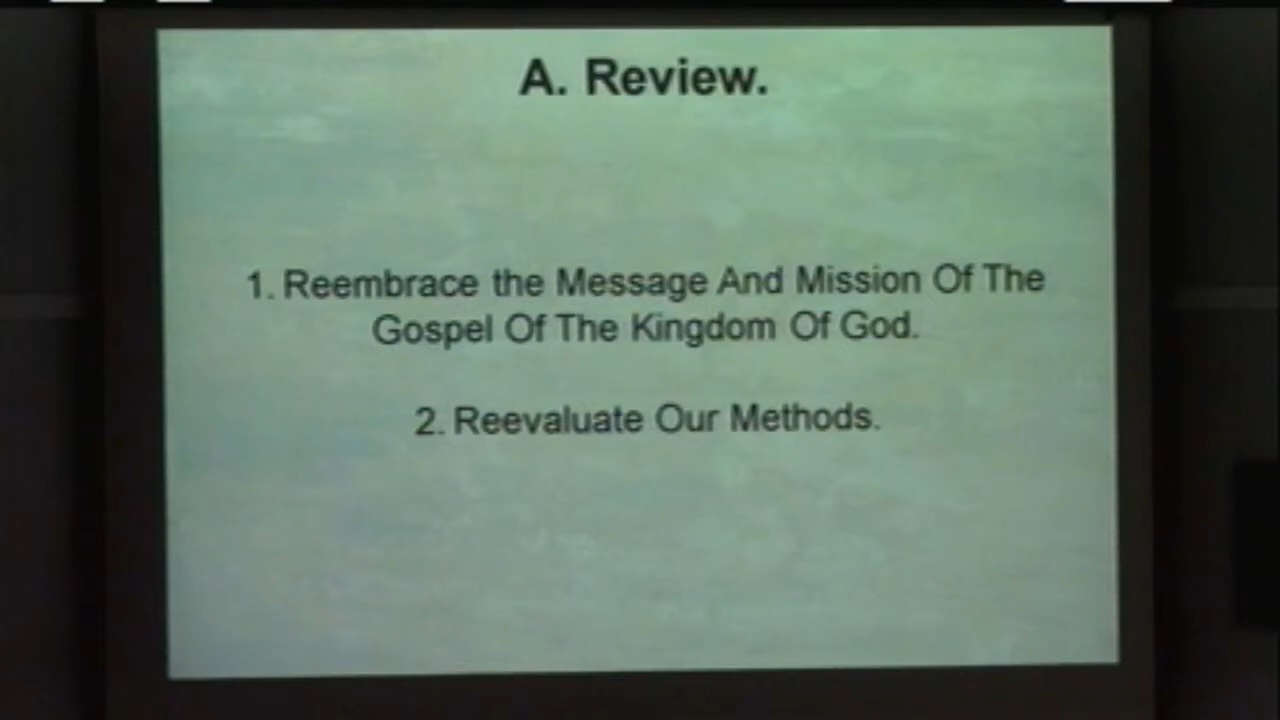 A. Review.
1. Reembrace the Message And Mission Of The
Gospel Of The Kingdom Of God.
2. Reevaluate Our Methods.